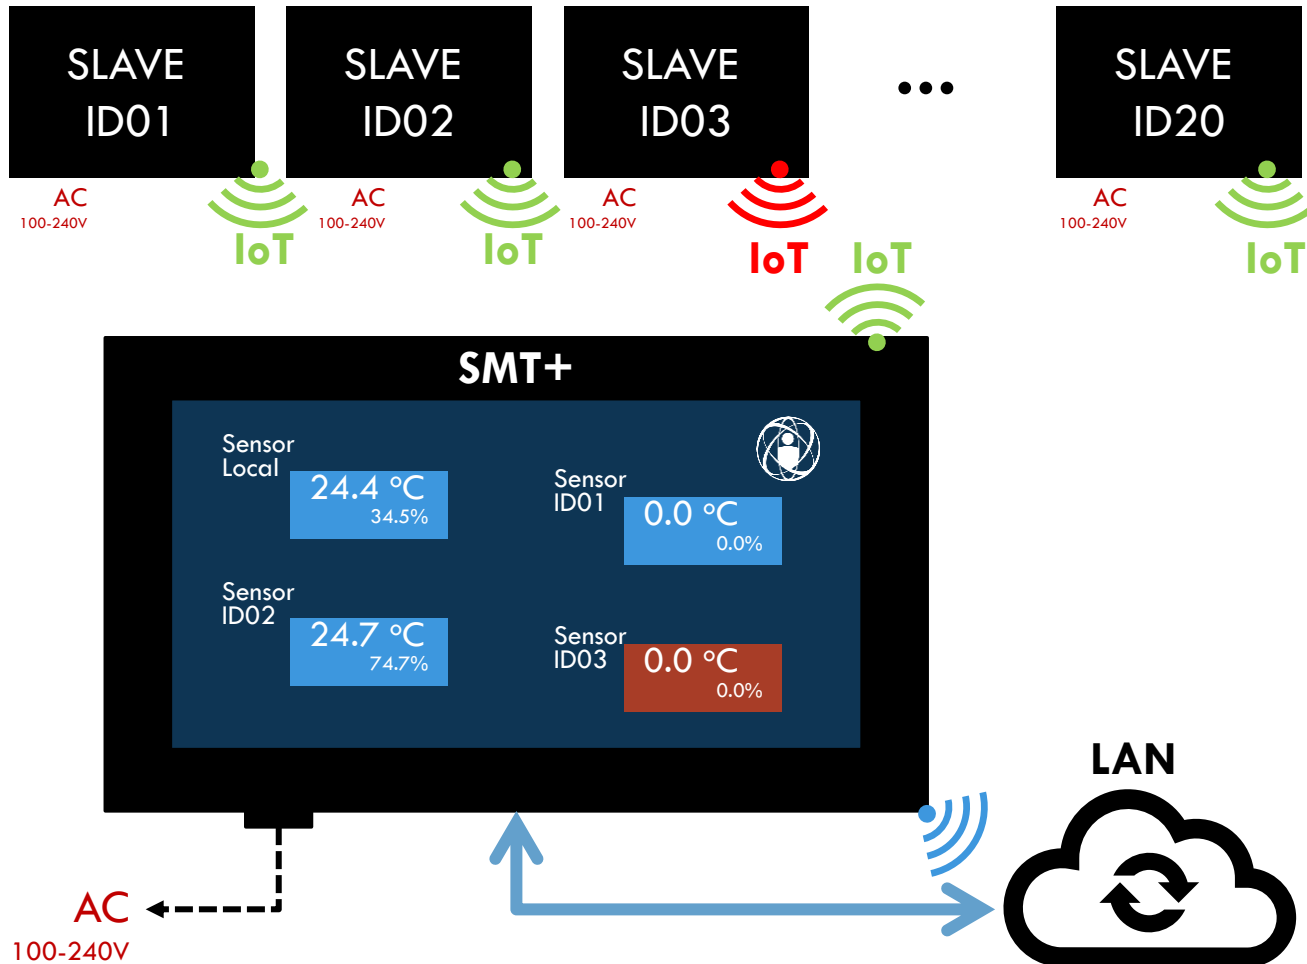 SLAVE
ID01
SLAVE
ID02
SLAVE
ID03
...
SLAVE
ID20
AC
100-240V
IoT
AC
100-240V
IoT
AC
100-240V
IoT
IoT
AC
100-240V
IoT
SMT+
Sensor
Local
24.4 °C
34.5%
Sensor
ID01
0.0 °C
0.0%
Sensor
ID02
24.7 °C
74.7%
Sensor
ID03
0.0 °C
0.0%
LAN
AC
100-240V